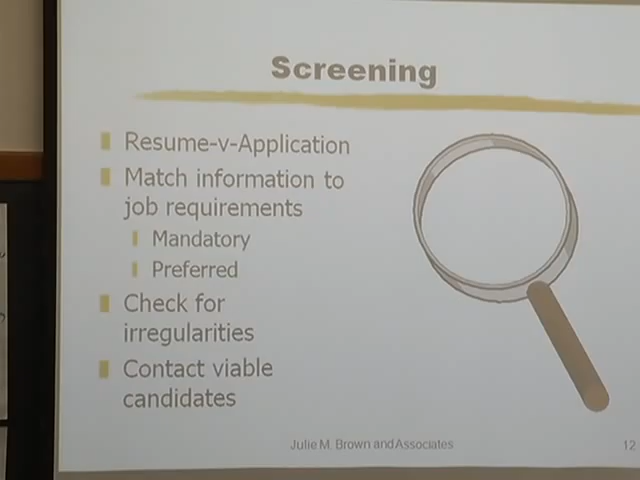 Screening
Resume-v-Application
Match information to
job requirements
Mandatory
Preferred
Check for
irregularities
Contact viable
candidates
Julie M. Brown and Associates
12